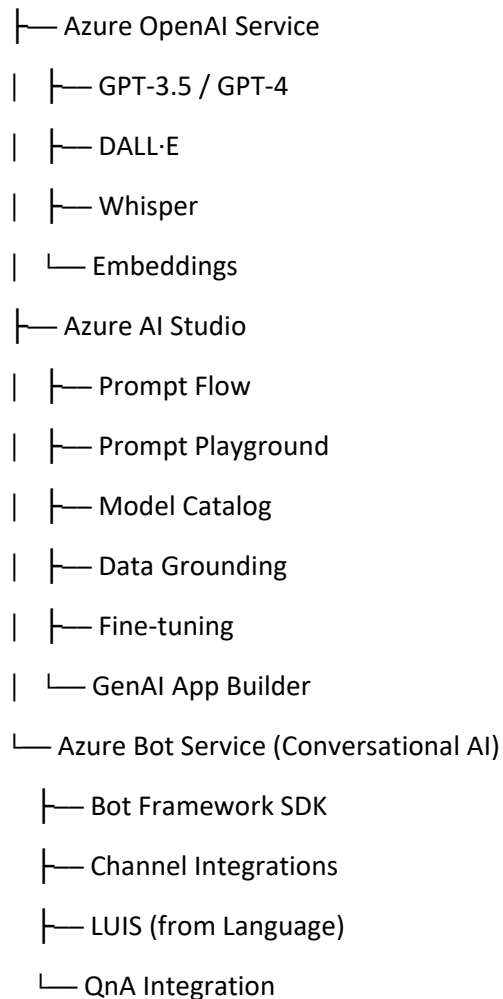 ├── Azure OpenAI Service
│ ├── GPT-3.5 / GPT-4
│ ├── DALL·E
│ ├── Whisper
│ └── Embeddings
├── Azure AI Studio
│ ├── Prompt Flow
│ ├── Prompt Playground
│ ├── Model Catalog
│ ├── Data Grounding
│ ├── Fine-tuning
│ └── GenAI App Builder
└── Azure Bot Service (Conversational AI)
├── Bot Framework SDK
├── Channel Integrations
├── LUIS (from Language)
└── QnA Integration